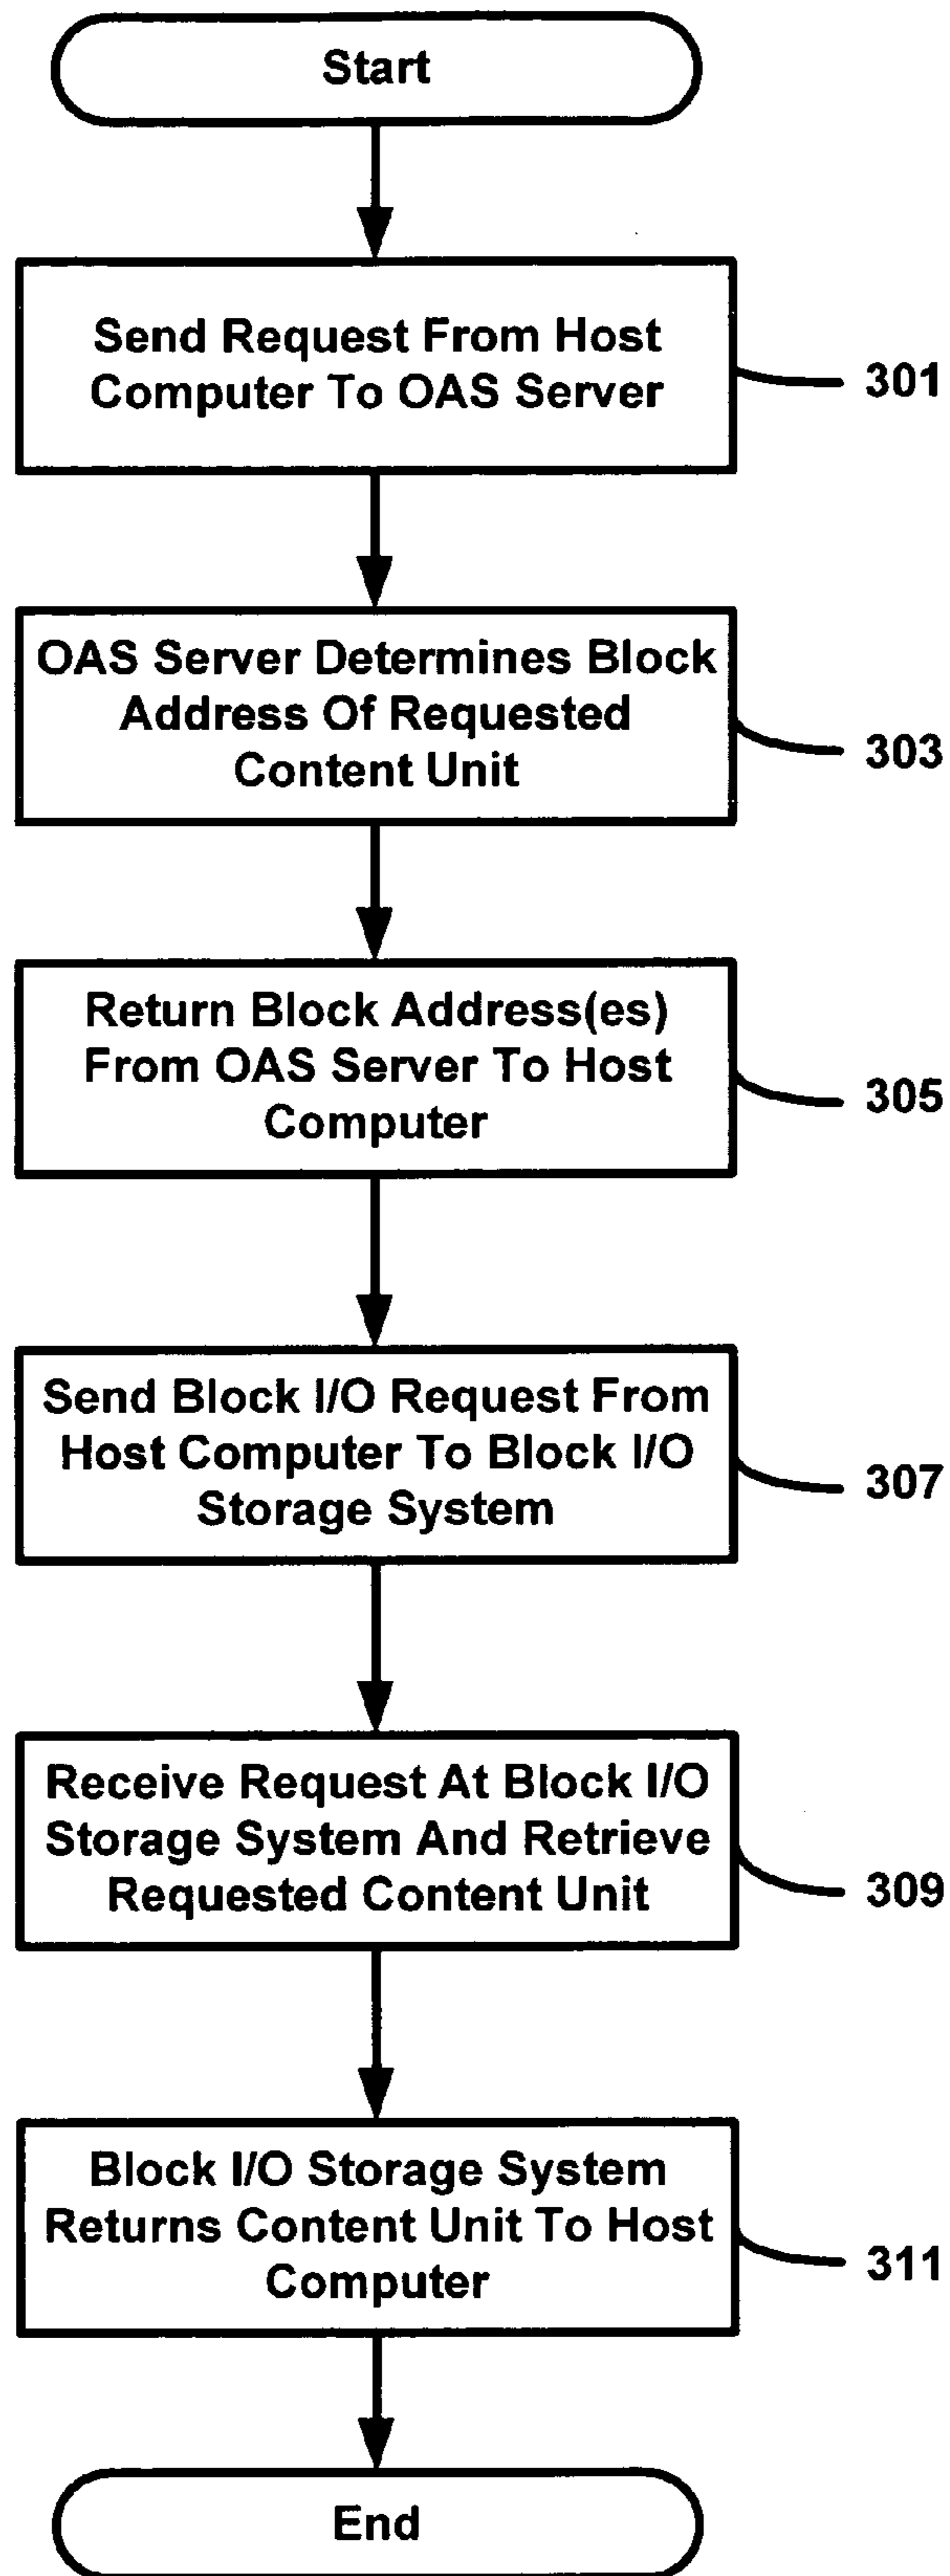 Start
Send Request From Host
Computer To OAS Server
301
OAS Server Determines Block
Address Of Requested
Content Unit
303
Return Block Address(es)
From OAS Server To Host
Computer
305
Send Block I/O Request From
Host Computer To Block I/O
Storage System
307
Receive Request At Block I/O
Storage System And Retrieve
Requested Content Unit
309
Block I/O Storage System
Returns Content Unit To Host
Computer
311
End